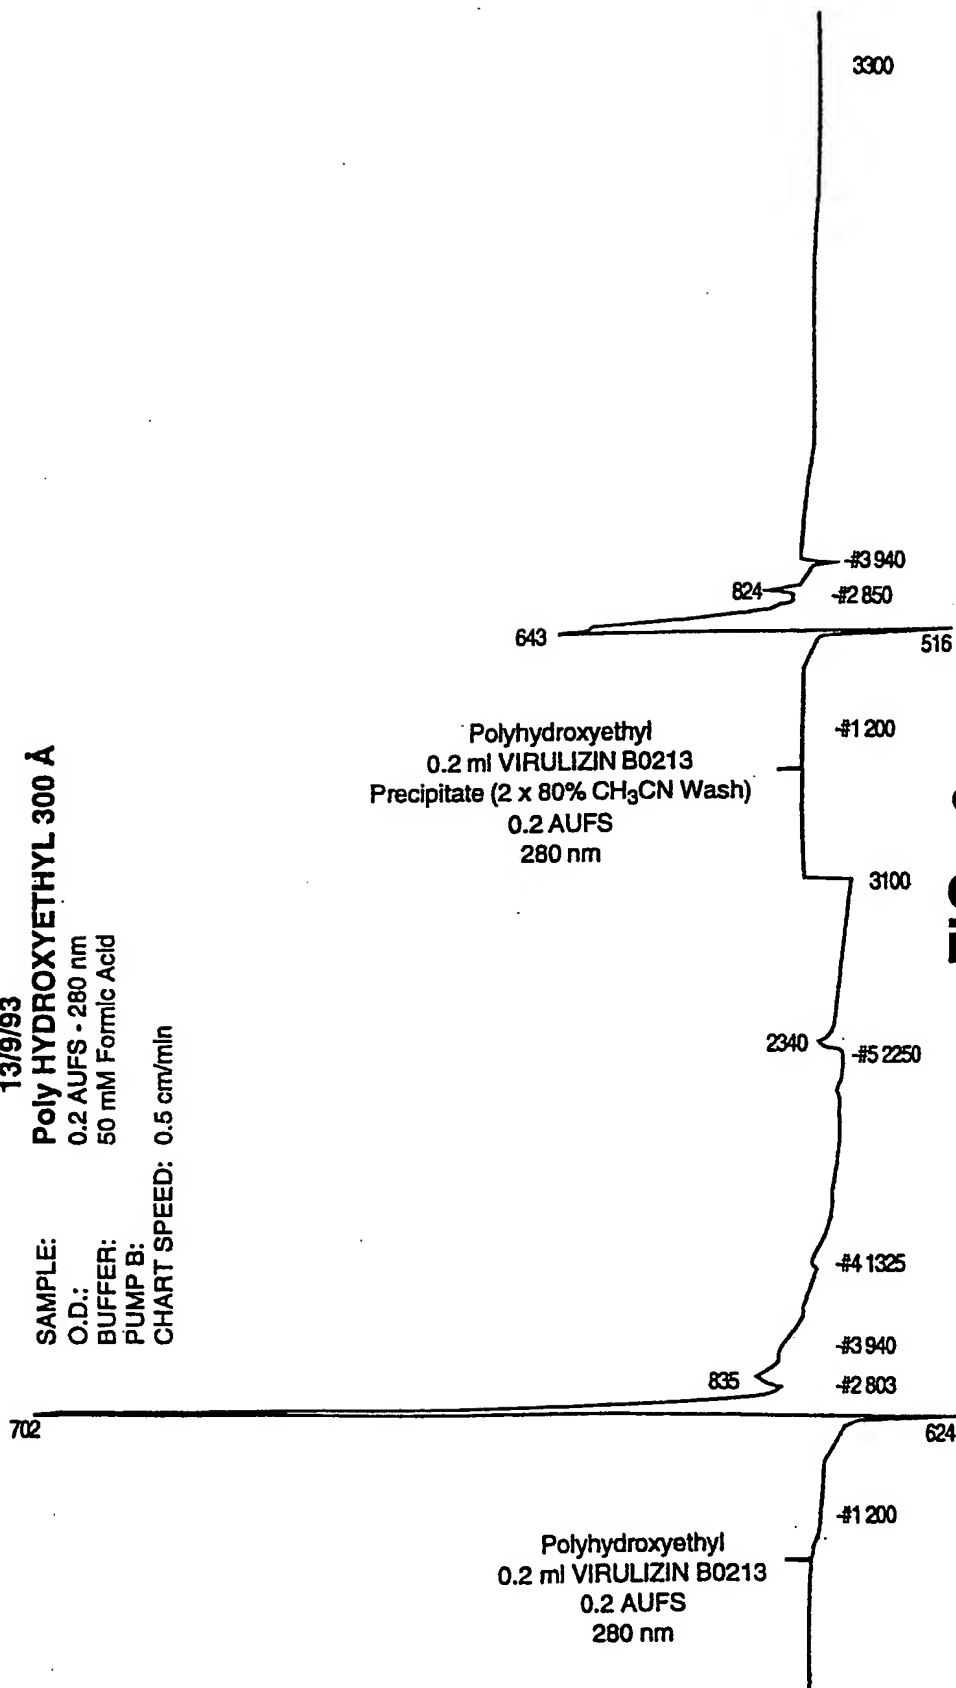 3300
-#3 940
824
-#2 850
643
516
-#1 200
Polyhydroxyethyl
0.2 ml VIRULIZIN B0213
Precipitate (2 x 80% CH₃CN Wash)
0.2 AUFS
280 nm
3100
2340
-#5 2250
-#4 1325
-#3 940
835
-#2 803
702
624
-#1 200
Polyhydroxyethyl
0.2 ml VIRULIZIN B0213
0.2 AUFS
280 nm
13/9/93
SAMPLE: Poly HYDROXYETHYL 300 Å
O.D.: 0.2 AUFS - 280 nm
BUFFER: 50 mM Formic Acid
PUMP B:
CHART SPEED: 0.5 cm/min